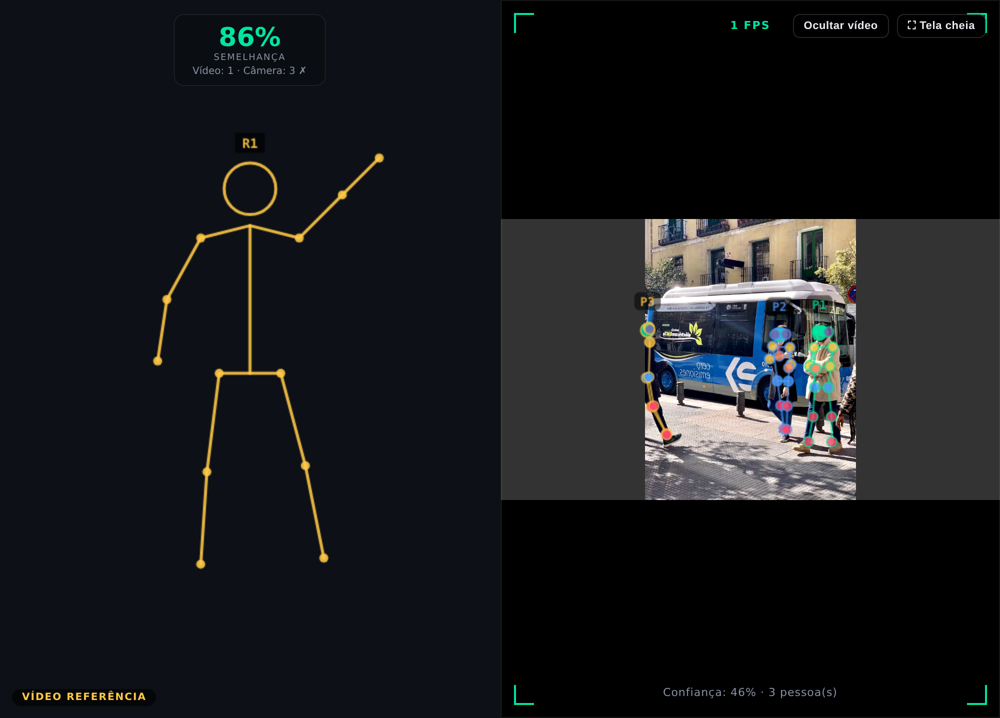 86%
SEMELHANÇA
Vídeo: 1 · Câmera: 3 ✗
R1
VÍDEO REFERÊNCIA
1 FPS
Ocultar vídeo
Tela cheia
P3
P2
P1
eléctricamEMTe
cero
emisiones
Confiança: 46% · 3 pessoa(s)